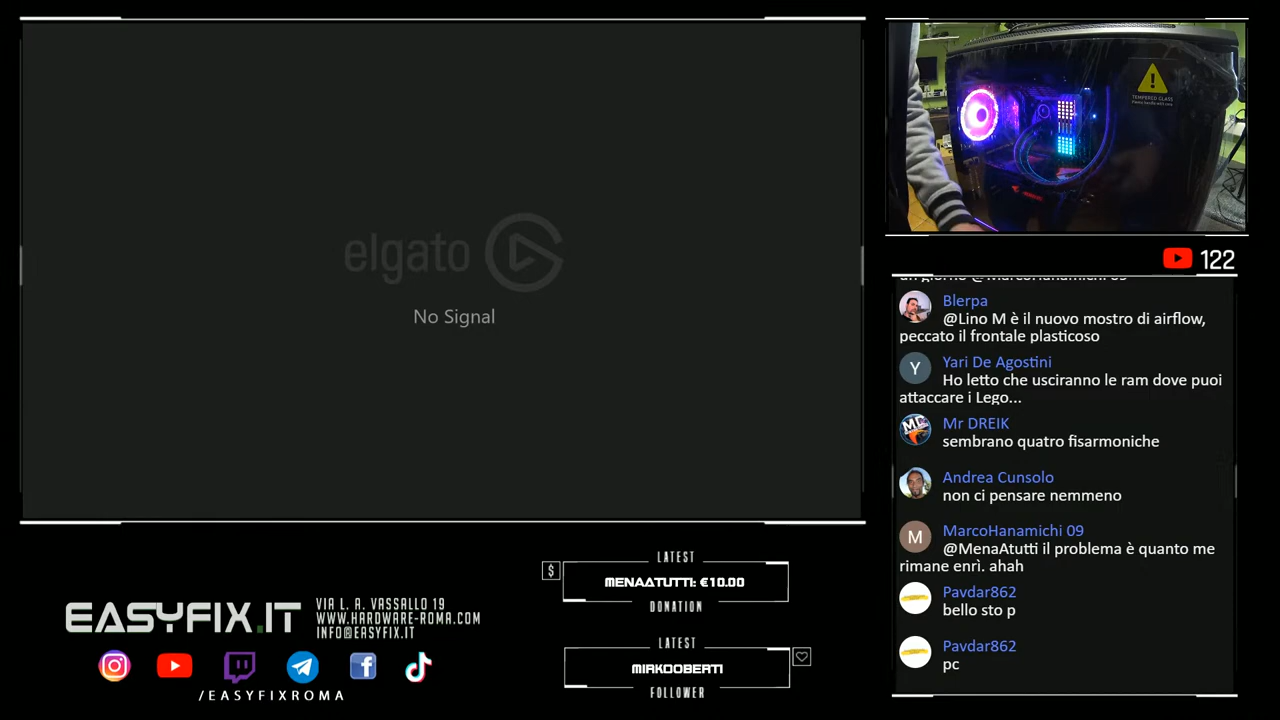 elgato
No Signal
TEMPERED GLASS
122
Blerpa
@Lino M è il nuovo mostro di airflow,
peccato il frontale plasticoso
Yari De Agostini
Ho letto che usciranno le ram dove puoi
attaccare i Lego...
Mr DREIK
sembrano quatro fisarmoniche
Andrea Cunsolo
non ci pensare nemmeno
MarcoHanamichi 09
@MenaAtutti il problema è quanto me
rimane enrì. ahah
Pavdar862
bello sto p
Pavdar862
pc
EASYFIX.IT
VIA L. A. VASSALLO 19
WWW.HARDWARE-ROMA.COM
INFO@EASYFIX.IT
/EASYFIXROMA
LATEST
$
MENAATUTTI: €10.00
DONATION
LATEST
MIRKOOBERTI
FOLLOWER